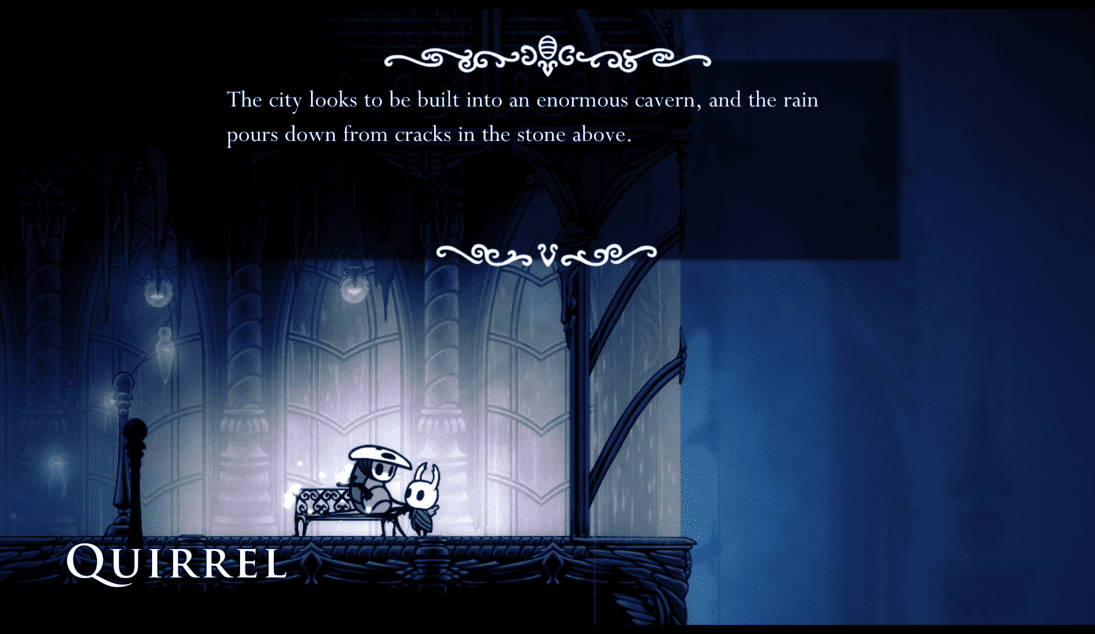 The city looks to be built into an enormous cavern, and the rain
pours down from cracks in the stone above.
QUIRREL